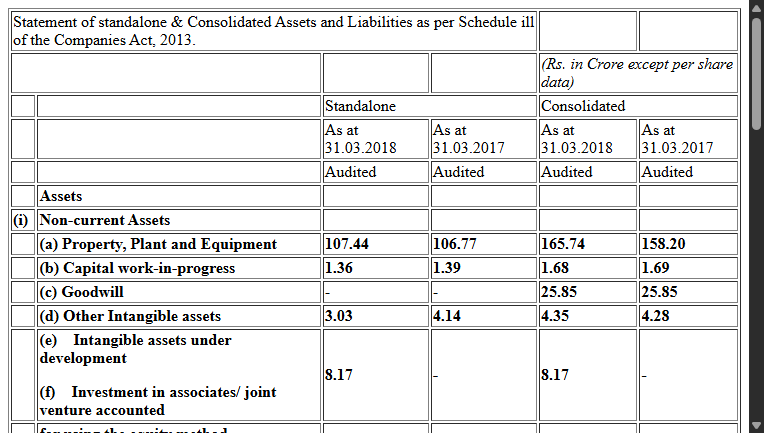 Statement of standalone & Consolidated Assets and Liabilities as per Schedule ill
of the Companies Act, 2013.
(Rs. in Crore except per share
data)
Standalone Consolidated
As at As at As at As at
31.03.2018 31.03.2017 31.03.2018 31.03.2017
Audited Audited Audited Audited
Assets
(i) Non-current Assets
(a) Property, Plant and Equipment 107.44 106.77 165.74 158.20
(b) Capital work-in-progress 1.36 1.39 1.68 1.69
(c) Goodwill - - 25.85 25.85
(d) Other Intangible assets 3.03 4.14 4.35 4.28
(e) Intangible assets under
development
8.17 - 8.17 -
(f) Investment in associates/ joint
venture accounted
for using the equity method